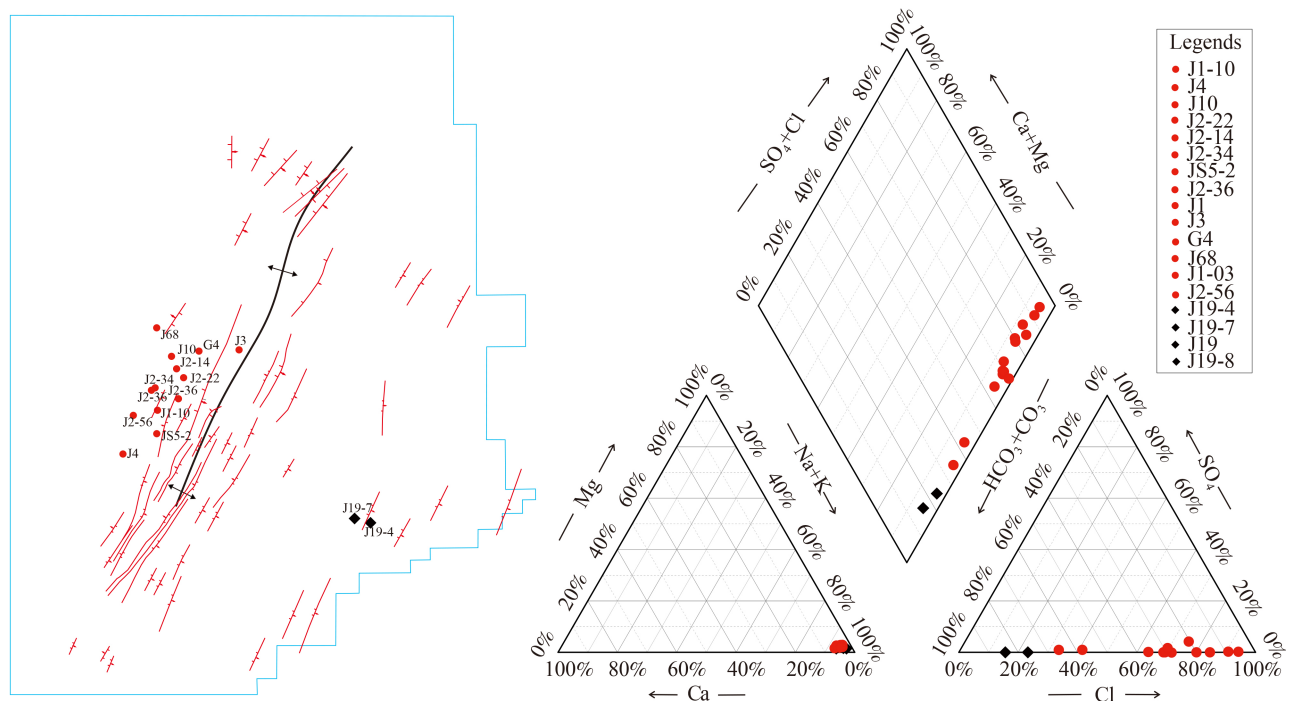 J68
J10
G4
J3
J2-14
J2-34
J2-22
J2-36
J2-36
J2-56
J1-10
JS5-2
J4
J19-7
J19-4
100%
100%
80%
80%
60%
60%
40%
40%
20%
20%
0%
0%
SO₄+Cl
Ca+Mg
100%
0%
80%
20%
60%
40%
40%
60%
20%
80%
0%
100%
Mg
Na+K
100%
80%
60%
40%
20%
0%
Ca
0%
20%
80%
40%
60%
60%
40%
80%
20%
100%
0%
HCO₃+CO₃
SO₄
0%
20%
40%
60%
80%
100%
Cl
Legends
J1-10
J4
J10
J2-22
J2-14
J2-34
JS5-2
J2-36
J1
J3
G4
J68
J1-03
J2-56
J19-4
J19-7
J19
J19-8